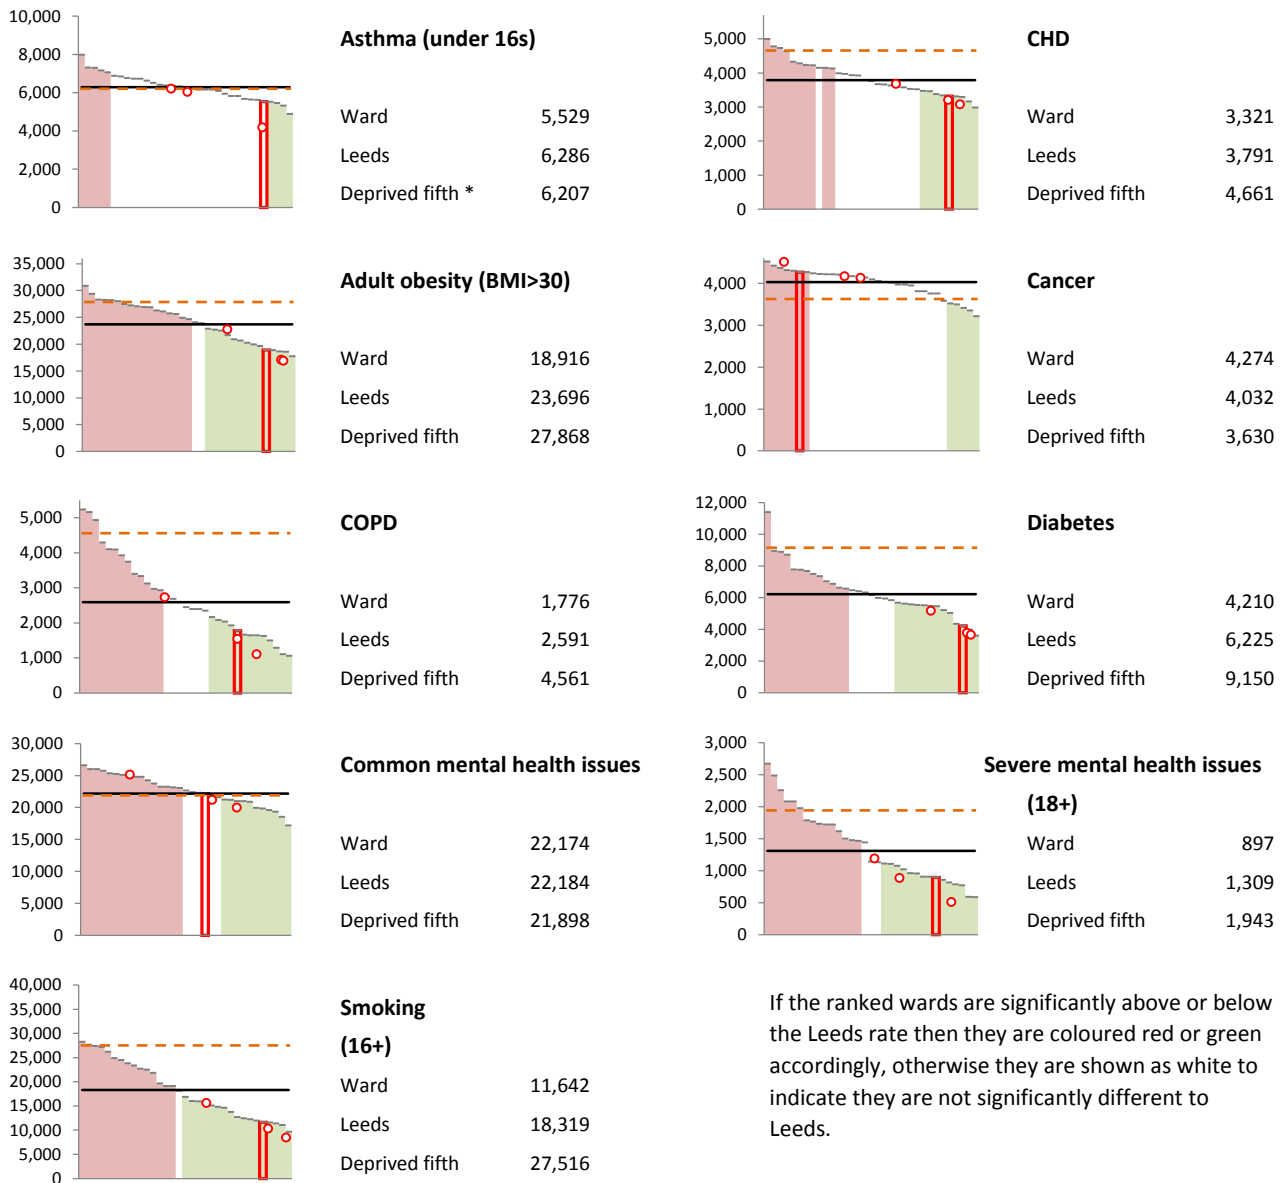 10,000
8,000
6,000
4,000
2,000
0
Asthma (under 16s)
Ward 5,529
Leeds 6,286
Deprived fifth * 6,207
5,000
4,000
3,000
2,000
1,000
0
CHD
Ward 3,321
Leeds 3,791
Deprived fifth 4,661
35,000
30,000
25,000
20,000
15,000
10,000
5,000
0
Adult obesity (BMI>30)
Ward 18,916
Leeds 23,696
Deprived fifth 27,868
4,000
3,000
2,000
1,000
0
Cancer
Ward 4,274
Leeds 4,032
Deprived fifth 3,630
5,000
4,000
3,000
2,000
1,000
0
COPD
Ward 1,776
Leeds 2,591
Deprived fifth 4,561
12,000
10,000
8,000
6,000
4,000
2,000
0
Diabetes
Ward 4,210
Leeds 6,225
Deprived fifth 9,150
30,000
25,000
20,000
15,000
10,000
5,000
0
Common mental health issues
Ward 22,174
Leeds 22,184
Deprived fifth 21,898
3,000
2,500
2,000
1,500
1,000
500
0
Severe mental health issues
(18+)
Ward 897
Leeds 1,309
Deprived fifth 1,943
40,000
35,000
30,000
25,000
20,000
15,000
10,000
5,000
0
Smoking
(16+)
Ward 11,642
Leeds 18,319
Deprived fifth 27,516
If the ranked wards are significantly above or below
the Leeds rate then they are coloured red or green
accordingly, otherwise they are shown as white to
indicate they are not significantly different to
Leeds.